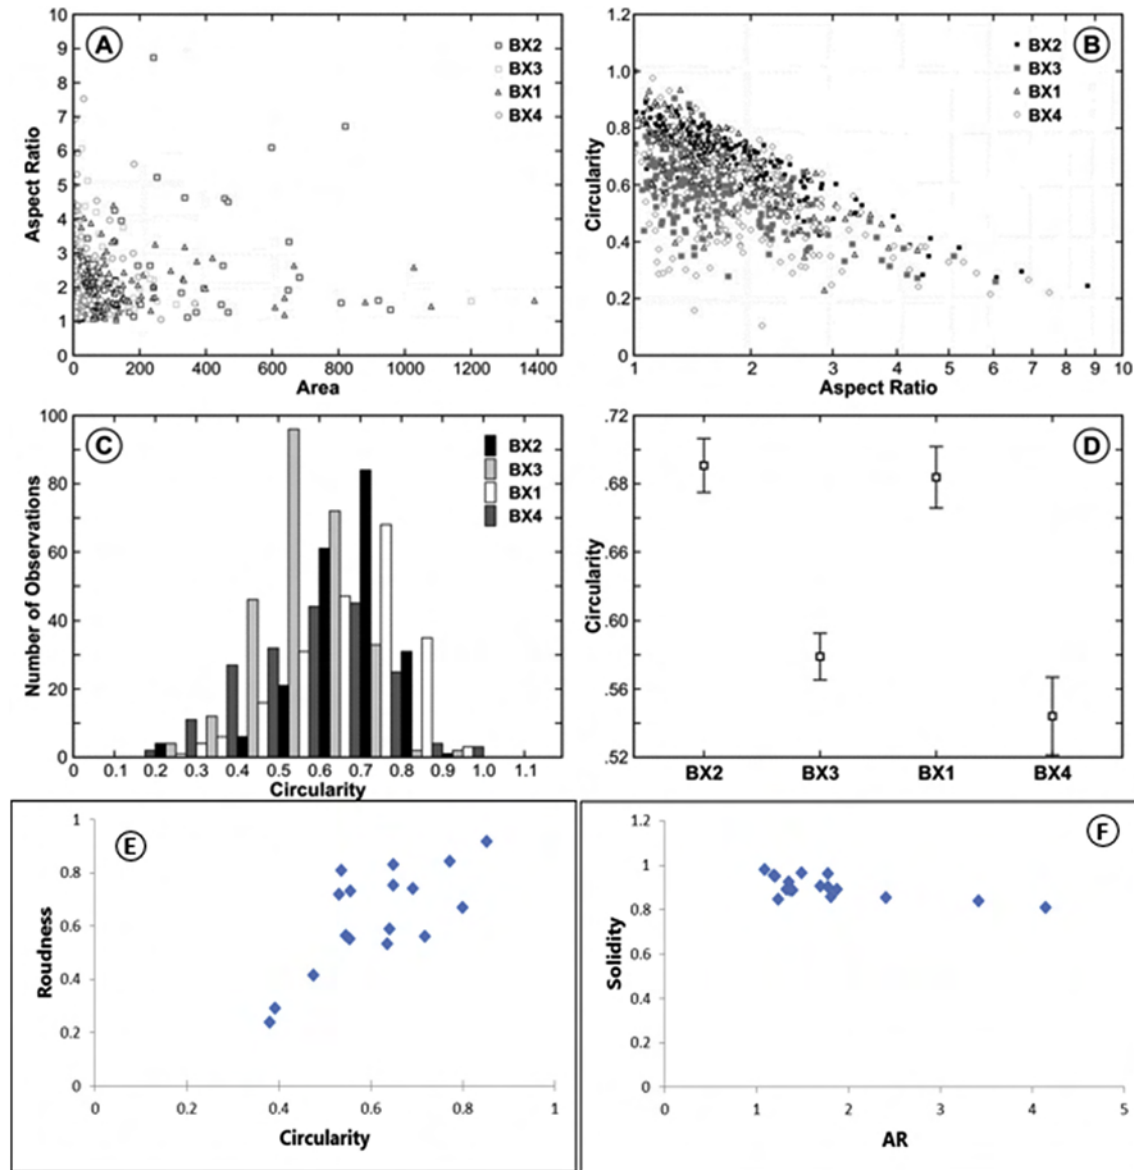 A
Aspect Ratio
10
9
8
7
6
5
4
3
2
1
0
BX2
BX3
BX1
BX4
0 200 400 600 800 1000 1200 1400
Area
B
Circularity
1.2
1.0
0.8
0.6
0.4
0.2
0
BX2
BX3
BX1
BX4
1 2 3 4 5 6 7 8 9 10
Aspect Ratio
C
Number of Observations
100
80
60
40
20
0
BX2
BX3
BX1
BX4
0 0.1 0.2 0.3 0.4 0.5 0.6 0.7 0.8 0.9 1.0 1.1
Circularity
D
Circularity
.72
.68
.66
.60
.56
.52
BX2 BX3 BX1 BX4
E
Roudness
1
0.8
0.6
0.4
0.2
0
0 0.2 0.4 0.6 0.8 1
Circularity
F
Solidity
1.2
1
0.8
0.6
0.4
0.2
0
0 1 2 3 4 5
AR